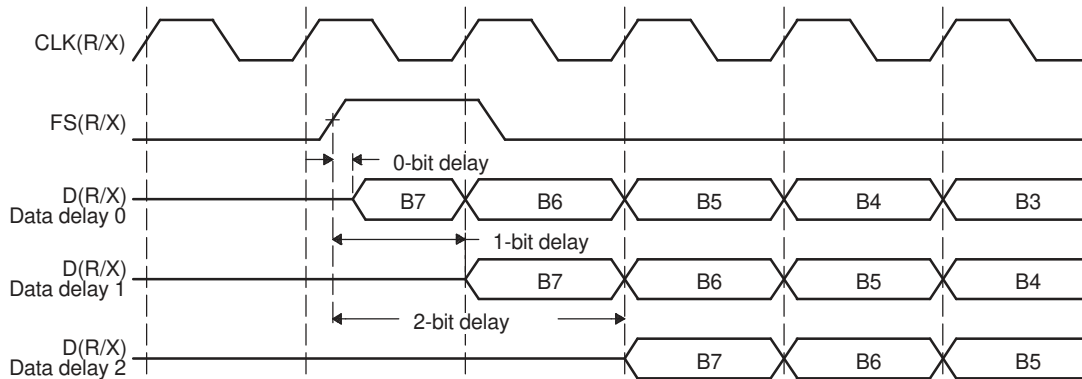 CLK(R/X)
FS(R/X)
0-bit delay
D(R/X)
Data delay 0
B7 B6 B5 B4 B3
1-bit delay
D(R/X)
Data delay 1
B7 B6 B5 B4
2-bit delay
D(R/X)
Data delay 2
B7 B6 B5